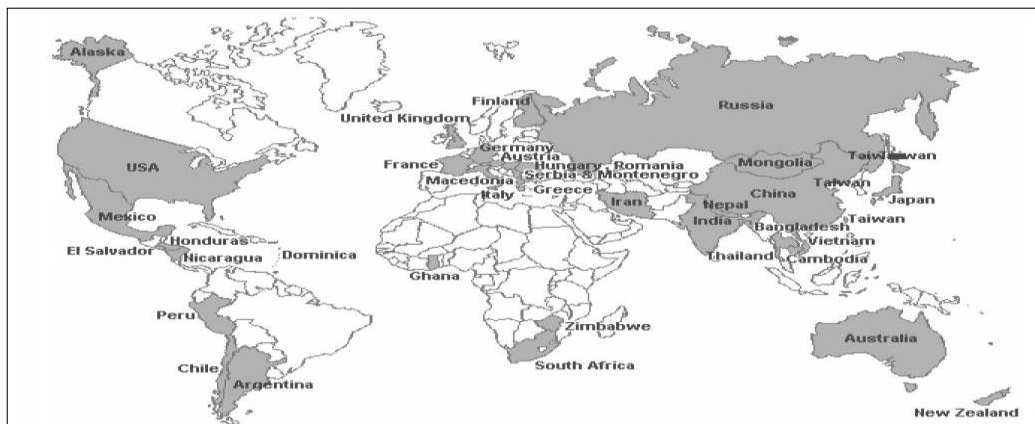 Alaska
Finland
Russia
United Kingdom
Germany
Austria
USA
France
Hungary
Romania
Mongolia
Taiwan
Taiwan
Serbia & Montenegro
Macedonia
Taiwan
China
Italy
Greece
Iran
Nepal
Japan
Mexico
India
Taiwan
Bangladesh
Honduras
Vietnam
El Salvador
Nicaragua
Dominica
Thailand
Cambodia
Ghana
Peru
Zimbabwe
Australia
Chile
South Africa
Argentina
New Zealand